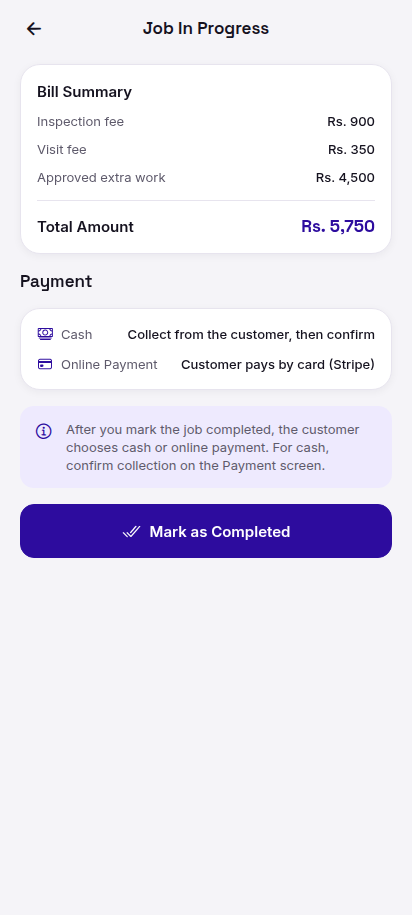 Job In Progress
Bill Summary
Inspection fee Rs. 900
Visit fee Rs. 350
Approved extra work Rs. 4,500
Total Amount Rs. 5,750
Payment
Cash Collect from the customer, then confirm
Online Payment Customer pays by card (Stripe)
After you mark the job completed, the customer
chooses cash or online payment. For cash,
confirm collection on the Payment screen.
Mark as Completed